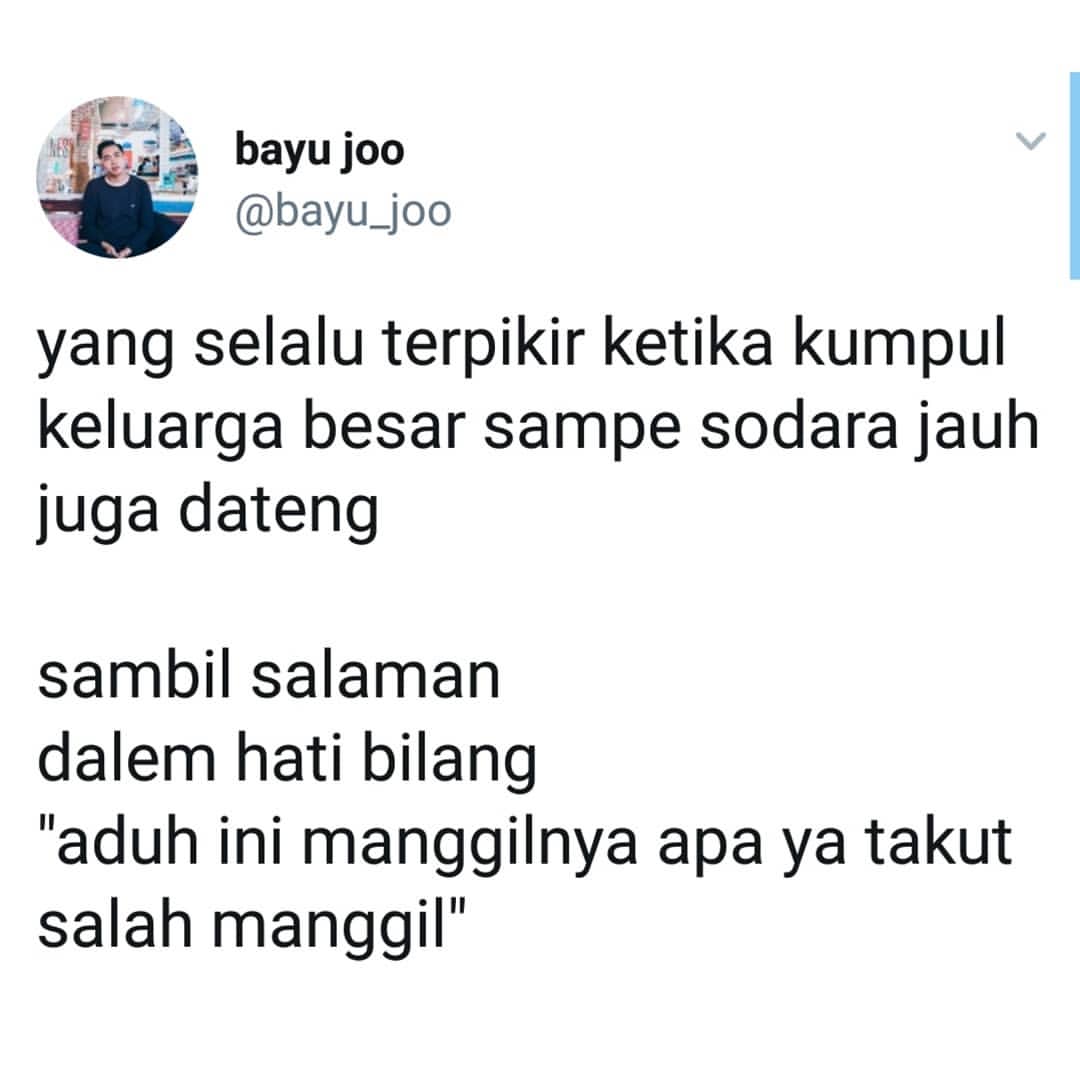 bayu joo
@bayu_joo
yang selalu terpikir ketika kumpul
keluarga besar sampe sodara jauh
juga dateng
sambil salaman
dalem hati bilang
"aduh ini manggilnya apa ya takut
salah manggil"